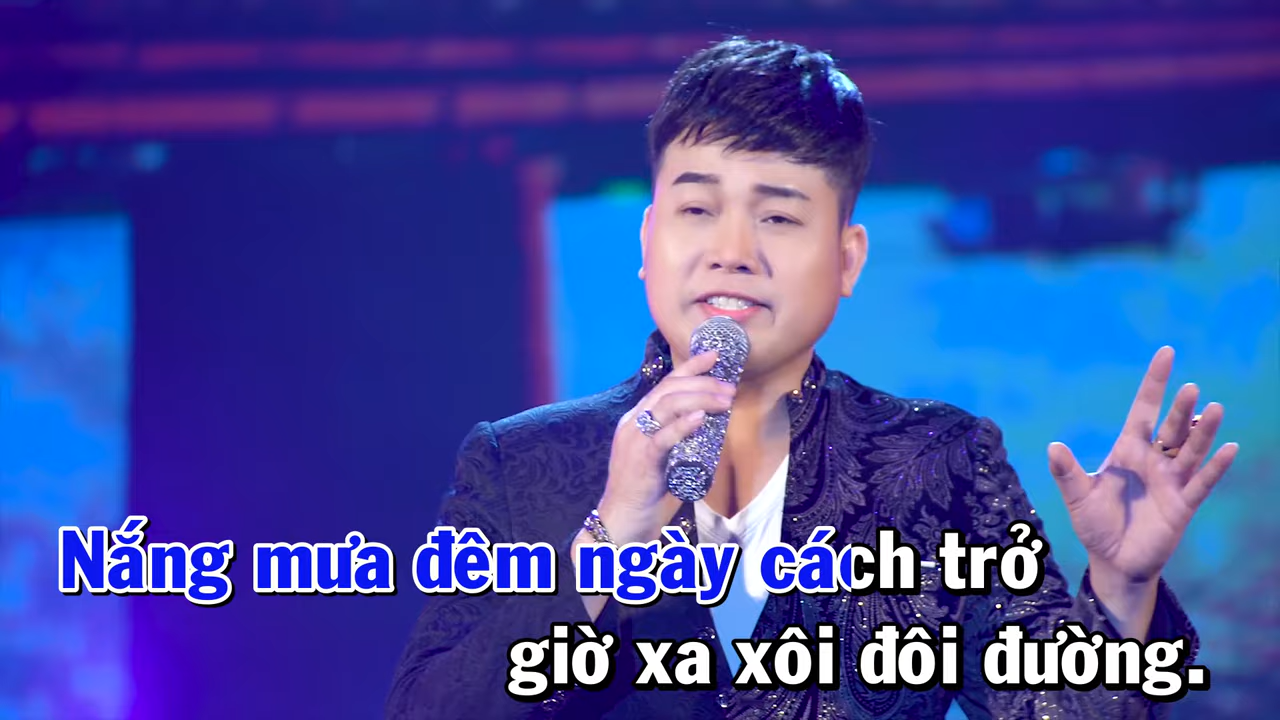 Nắng mưa đêm ngày cách trở
giờ xa xôi đôi đường.